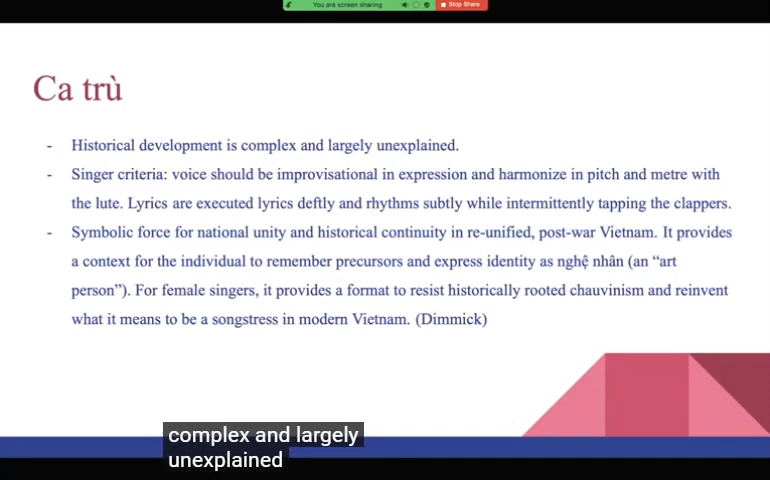 You are screen sharing
Stop Share
Ca trù
- Historical development is complex and largely unexplained.
- Singer criteria: voice should be improvisational in expression and harmonize in pitch and metre with
the lute. Lyrics are executed lyrics deftly and rhythms subtly while intermittently tapping the clappers.
- Symbolic force for national unity and historical continuity in re-unified, post-war Vietnam. It provides
a context for the individual to remember precursors and express identity as nghệ nhân (an “art
person”). For female singers, it provides a format to resist historically rooted chauvinism and reinvent
what it means to be a songstress in modern Vietnam. (Dimmick)
complex and largely
unexplained